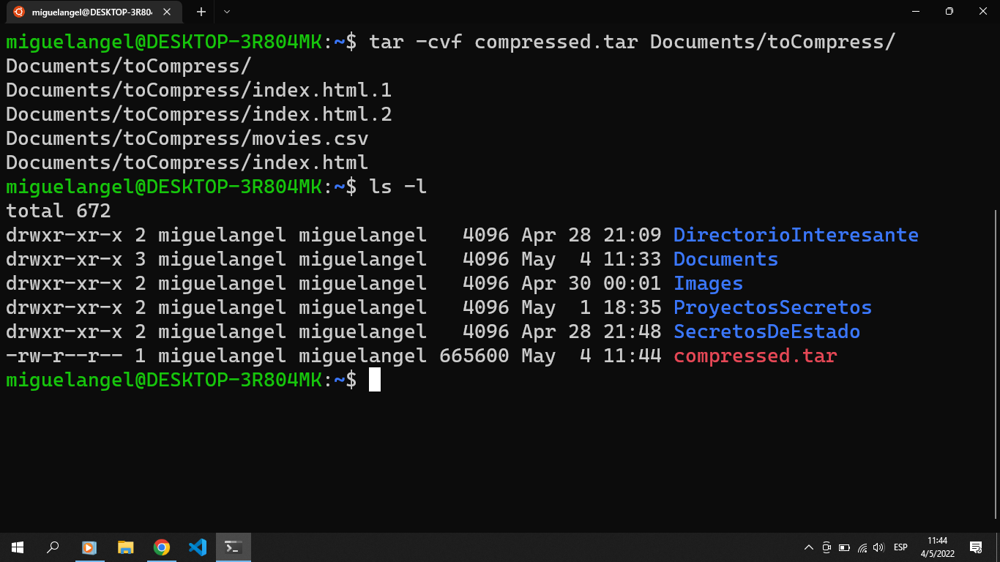 miguelangel@DESKTOP-3R804
miguelangel@DESKTOP-3R804MK:~$ tar -cvf compressed.tar Documents/toCompress/
Documents/toCompress/
Documents/toCompress/index.html.1
Documents/toCompress/index.html.2
Documents/toCompress/movies.csv
Documents/toCompress/index.html
miguelangel@DESKTOP-3R804MK:~$ ls -l
total 672
drwxr-xr-x 2 miguelangel miguelangel   4096 Apr 28 21:09 DirectorioInteresante
drwxr-xr-x 3 miguelangel miguelangel   4096 May  4 11:33 Documents
drwxr-xr-x 2 miguelangel miguelangel   4096 Apr 30 00:01 Images
drwxr-xr-x 2 miguelangel miguelangel   4096 May  1 18:35 ProyectosSecretos
drwxr-xr-x 2 miguelangel miguelangel   4096 Apr 28 21:48 SecretosDeEstado
-rw-r--r-- 1 miguelangel miguelangel 665600 May  4 11:44 compressed.tar
miguelangel@DESKTOP-3R804MK:~$
ESP
11:44
4/5/2022